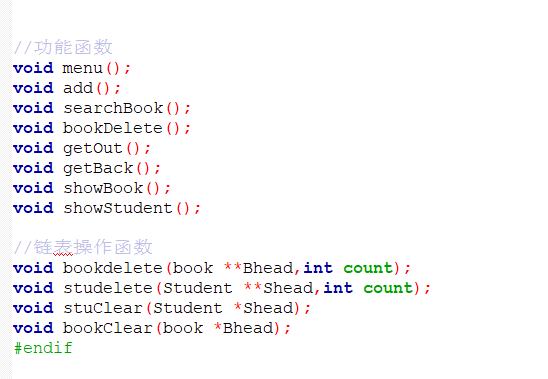 //功能函数
void menu();
void add();
void searchBook();
void bookDelete();
void getOut();
void getBack();
void showBook();
void showStudent();
//链表操作函数
void bookdelete(book **Bhead,int count);
void studelete(Student **Shead,int count);
void stuClear(Student *Shead);
void bookClear(book *Bhead);
#endif